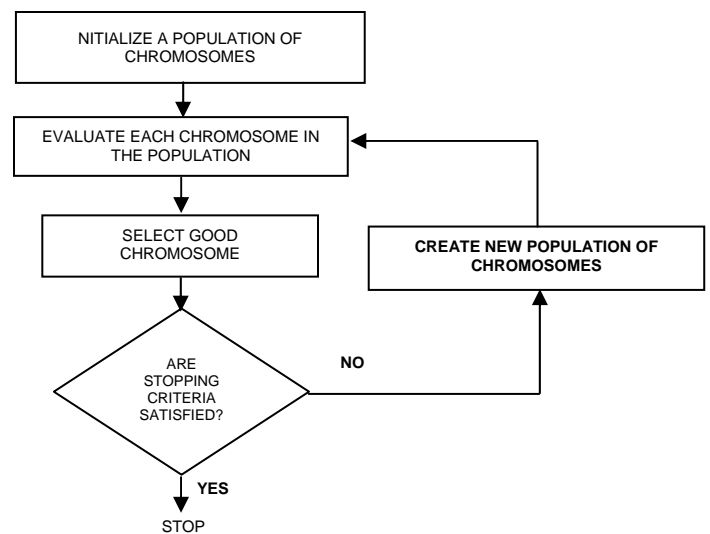 NITIALIZE A POPULATION OF
CHROMOSOMES
EVALUATE EACH CHROMOSOME IN
THE POPULATION
SELECT GOOD
CHROMOSOME
CREATE NEW POPULATION OF
CHROMOSOMES
ARE
STOPPING
CRITERIA
SATISFIED?
NO
YES
STOP